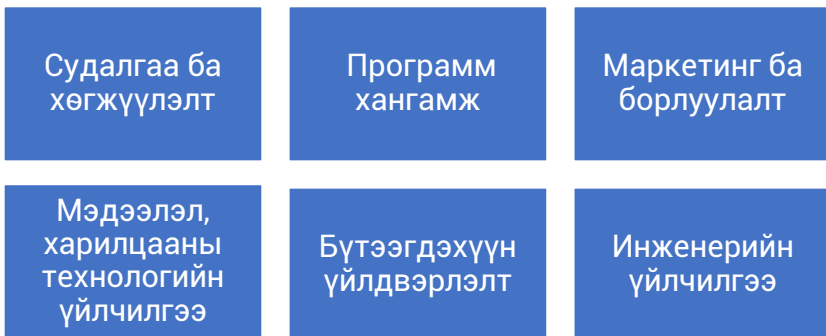 Судалгаа ба
хөгжүүлэлт
Программ
хангамж
Маркетинг ба
борлуулалт
Мэдээлэл,
харилцааны
технологийн
үйлчилгээ
Бүтээгдэхүүн
үйлдвэрлэлт
Инженерийн
үйлчилгээ